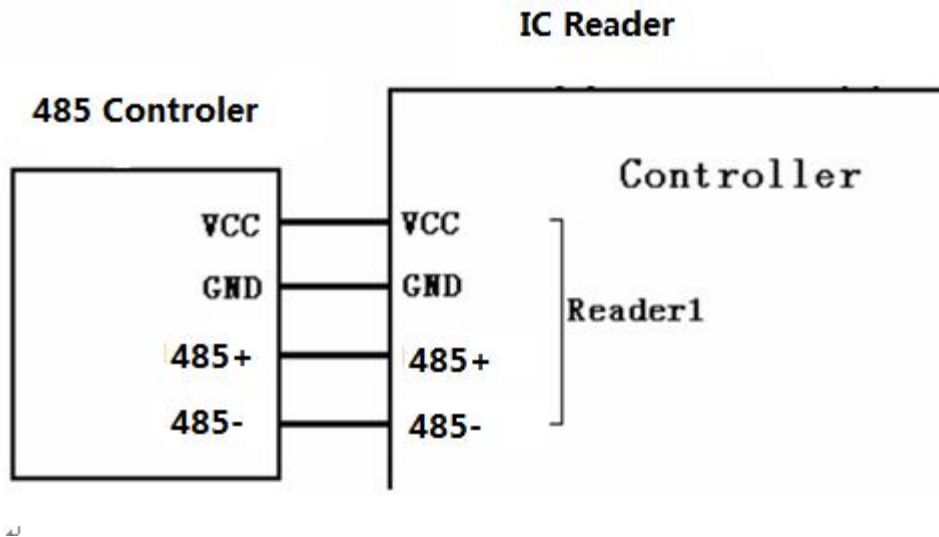 IC Reader
485 Controler
Controller
VCC
VCC
GND
GND
Reader1
485+
485+
485-
485-